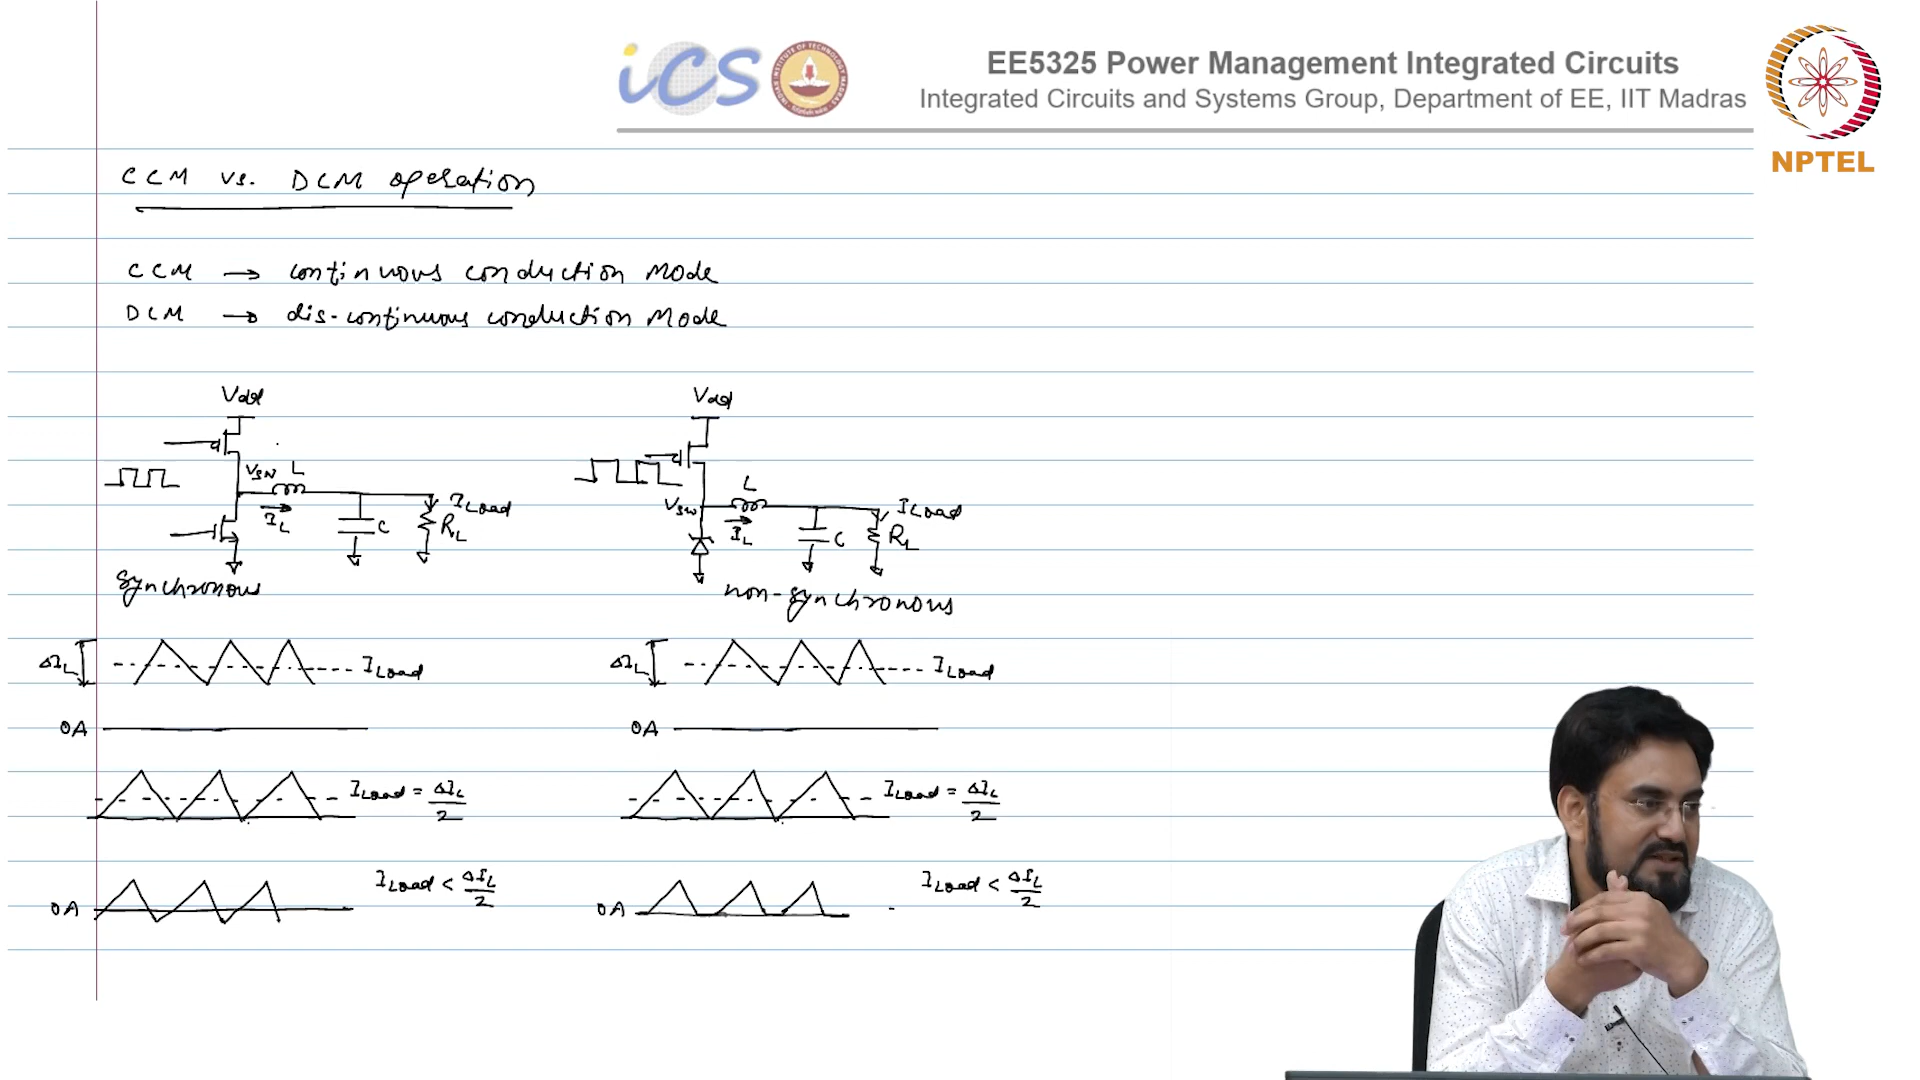 iCS
EE5325 Power Management Integrated Circuits
Integrated Circuits and Systems Group, Department of EE, IIT Madras
NPTEL
CCM vs. DCM operation
CCM → continuous conduction mode
DCM → dis-continuous conduction mode
Vdd
VSW L
IL
C
RL
ILoad
synchronous
Vdd
L
VSW
IL
C
RL
ILoad
non-synchronous
ΔIL
ILoad
0A
ILoad = ΔIL/2
0A
ILoad < ΔIL/2
ΔIL
ILoad
0A
ILoad = ΔIL/2
0A
ILoad < ΔIL/2